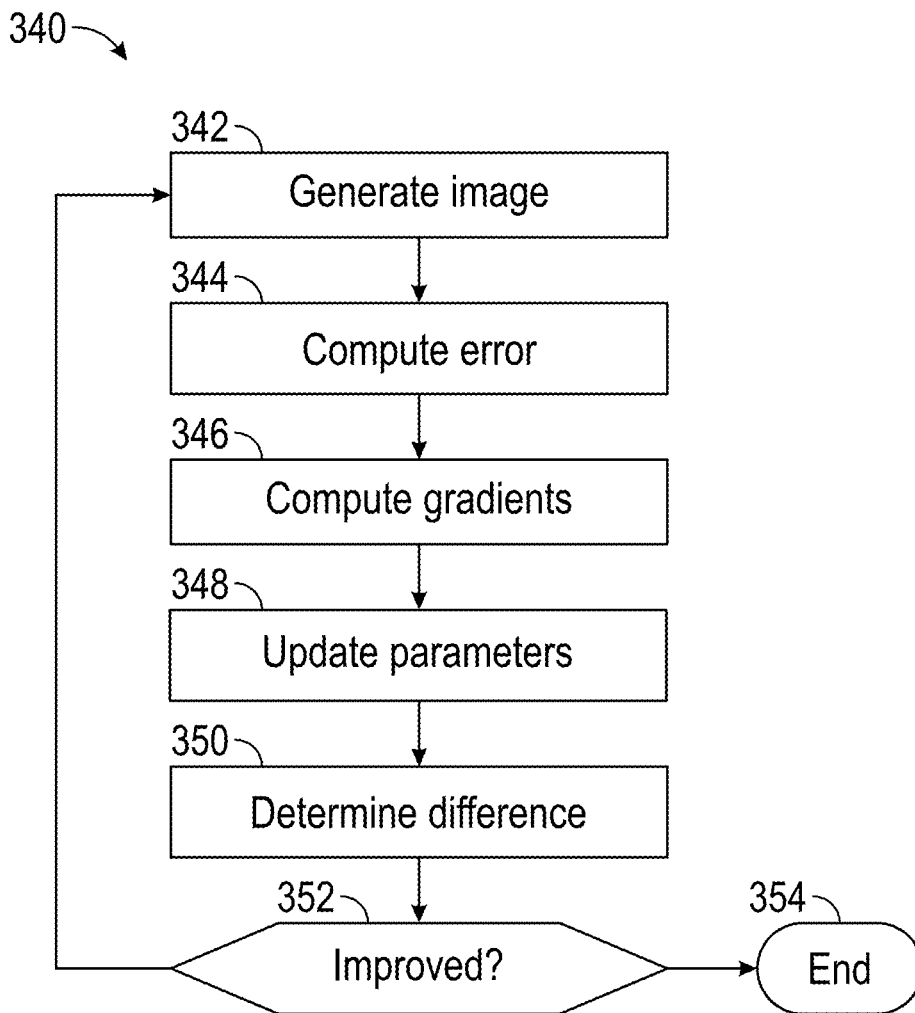 340
342
Generate image
344
Compute error
346
Compute gradients
348
Update parameters
350
Determine difference
352
Improved?
354
End